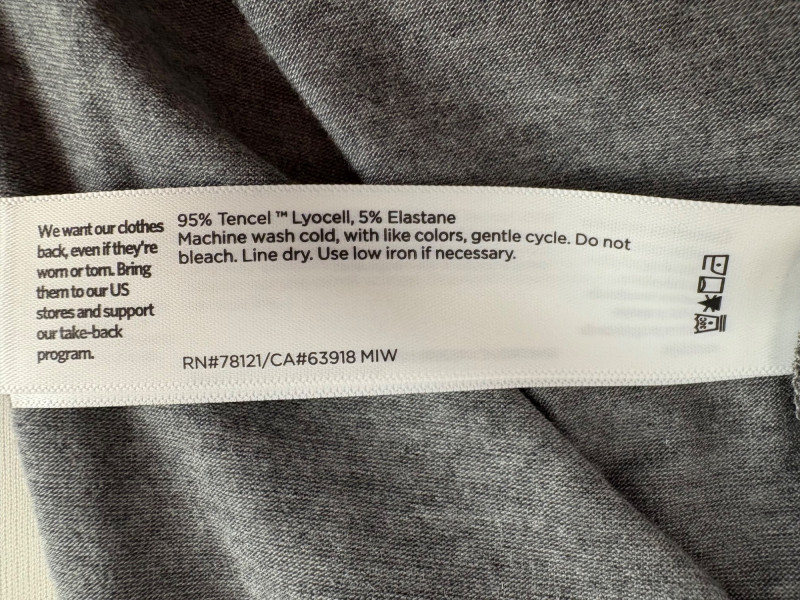 We want our clothes
back, even if they're
worn or torn. Bring
them to our US
stores and support
our take-back
program.
95% Tencel ™ Lyocell, 5% Elastane
Machine wash cold, with like colors, gentle cycle. Do not
bleach. Line dry. Use low iron if necessary.
RN#78121/CA#63918 MIW